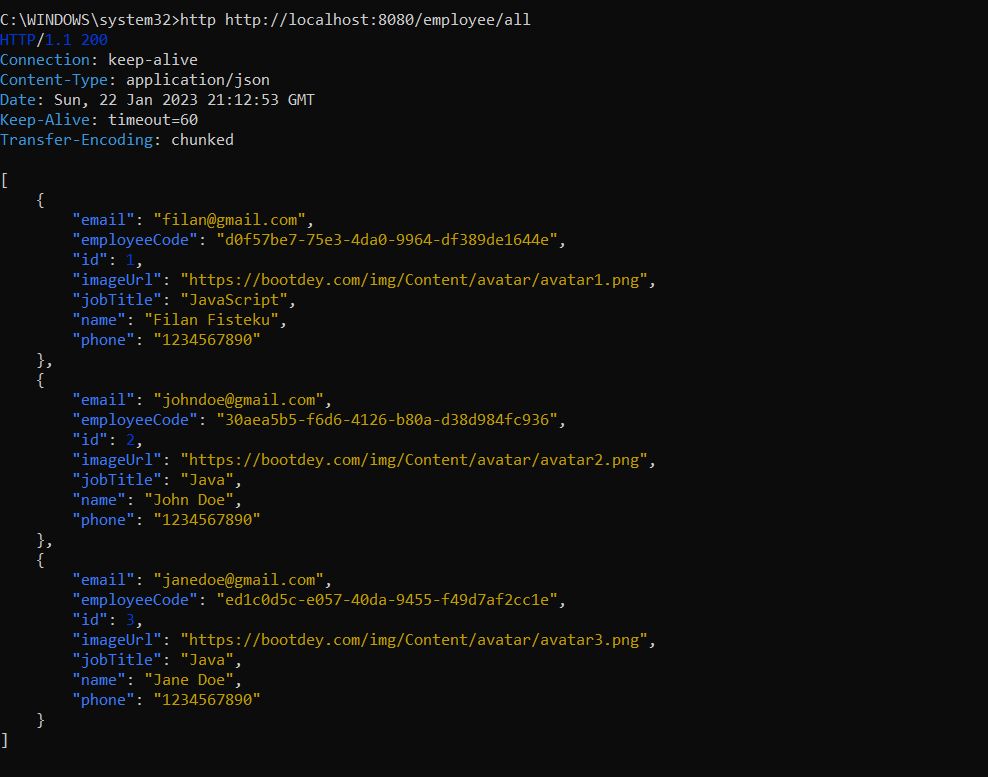 C:\WINDOWS\system32>http http://localhost:8080/employee/all
HTTP/1.1 200
Connection: keep-alive
Content-Type: application/json
Date: Sun, 22 Jan 2023 21:12:53 GMT
Keep-Alive: timeout=60
Transfer-Encoding: chunked

[
    {
        "email": "filan@gmail.com",
        "employeeCode": "d0f57be7-75e3-4da0-9964-df389de1644e",
        "id": 1,
        "imageUrl": "https://bootdey.com/img/Content/avatar/avatar1.png",
        "jobTitle": "JavaScript",
        "name": "Filan Fisteku",
        "phone": "1234567890"
    },
    {
        "email": "johndoe@gmail.com",
        "employeeCode": "30aea5b5-f6d6-4126-b80a-d38d984fc936",
        "id": 2,
        "imageUrl": "https://bootdey.com/img/Content/avatar/avatar2.png",
        "jobTitle": "Java",
        "name": "John Doe",
        "phone": "1234567890"
    },
    {
        "email": "janedoe@gmail.com",
        "employeeCode": "ed1c0d5c-e057-40da-9455-f49d7af2cc1e",
        "id": 3,
        "imageUrl": "https://bootdey.com/img/Content/avatar/avatar3.png",
        "jobTitle": "Java",
        "name": "Jane Doe",
        "phone": "1234567890"
    }
]